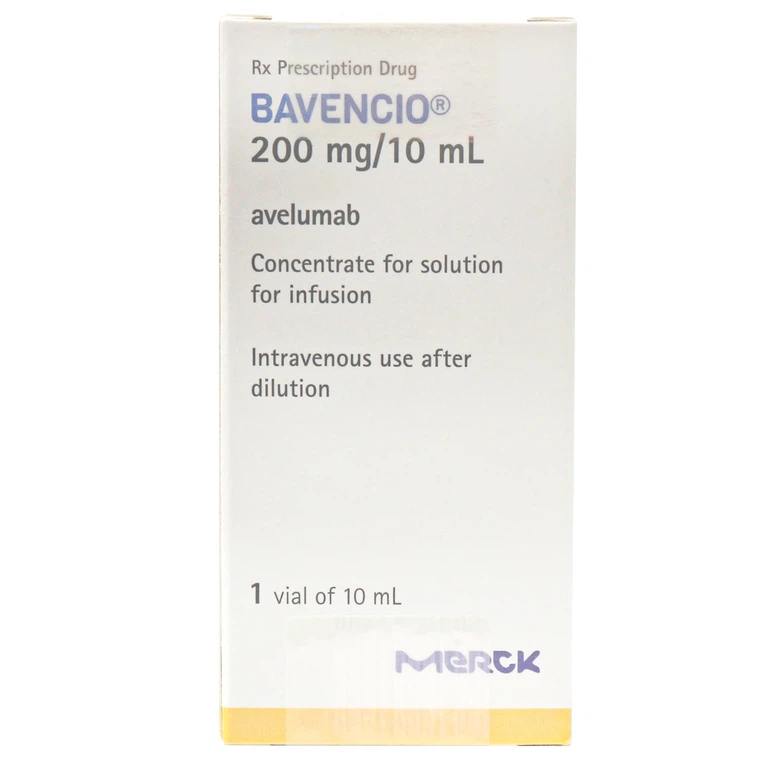 Rx Prescription Drug
BAVENCIO®
200 mg/10 mL
avelumab
Concentrate for solution
for infusion
Intravenous use after
dilution
1 vial of 10 mL
MERCK